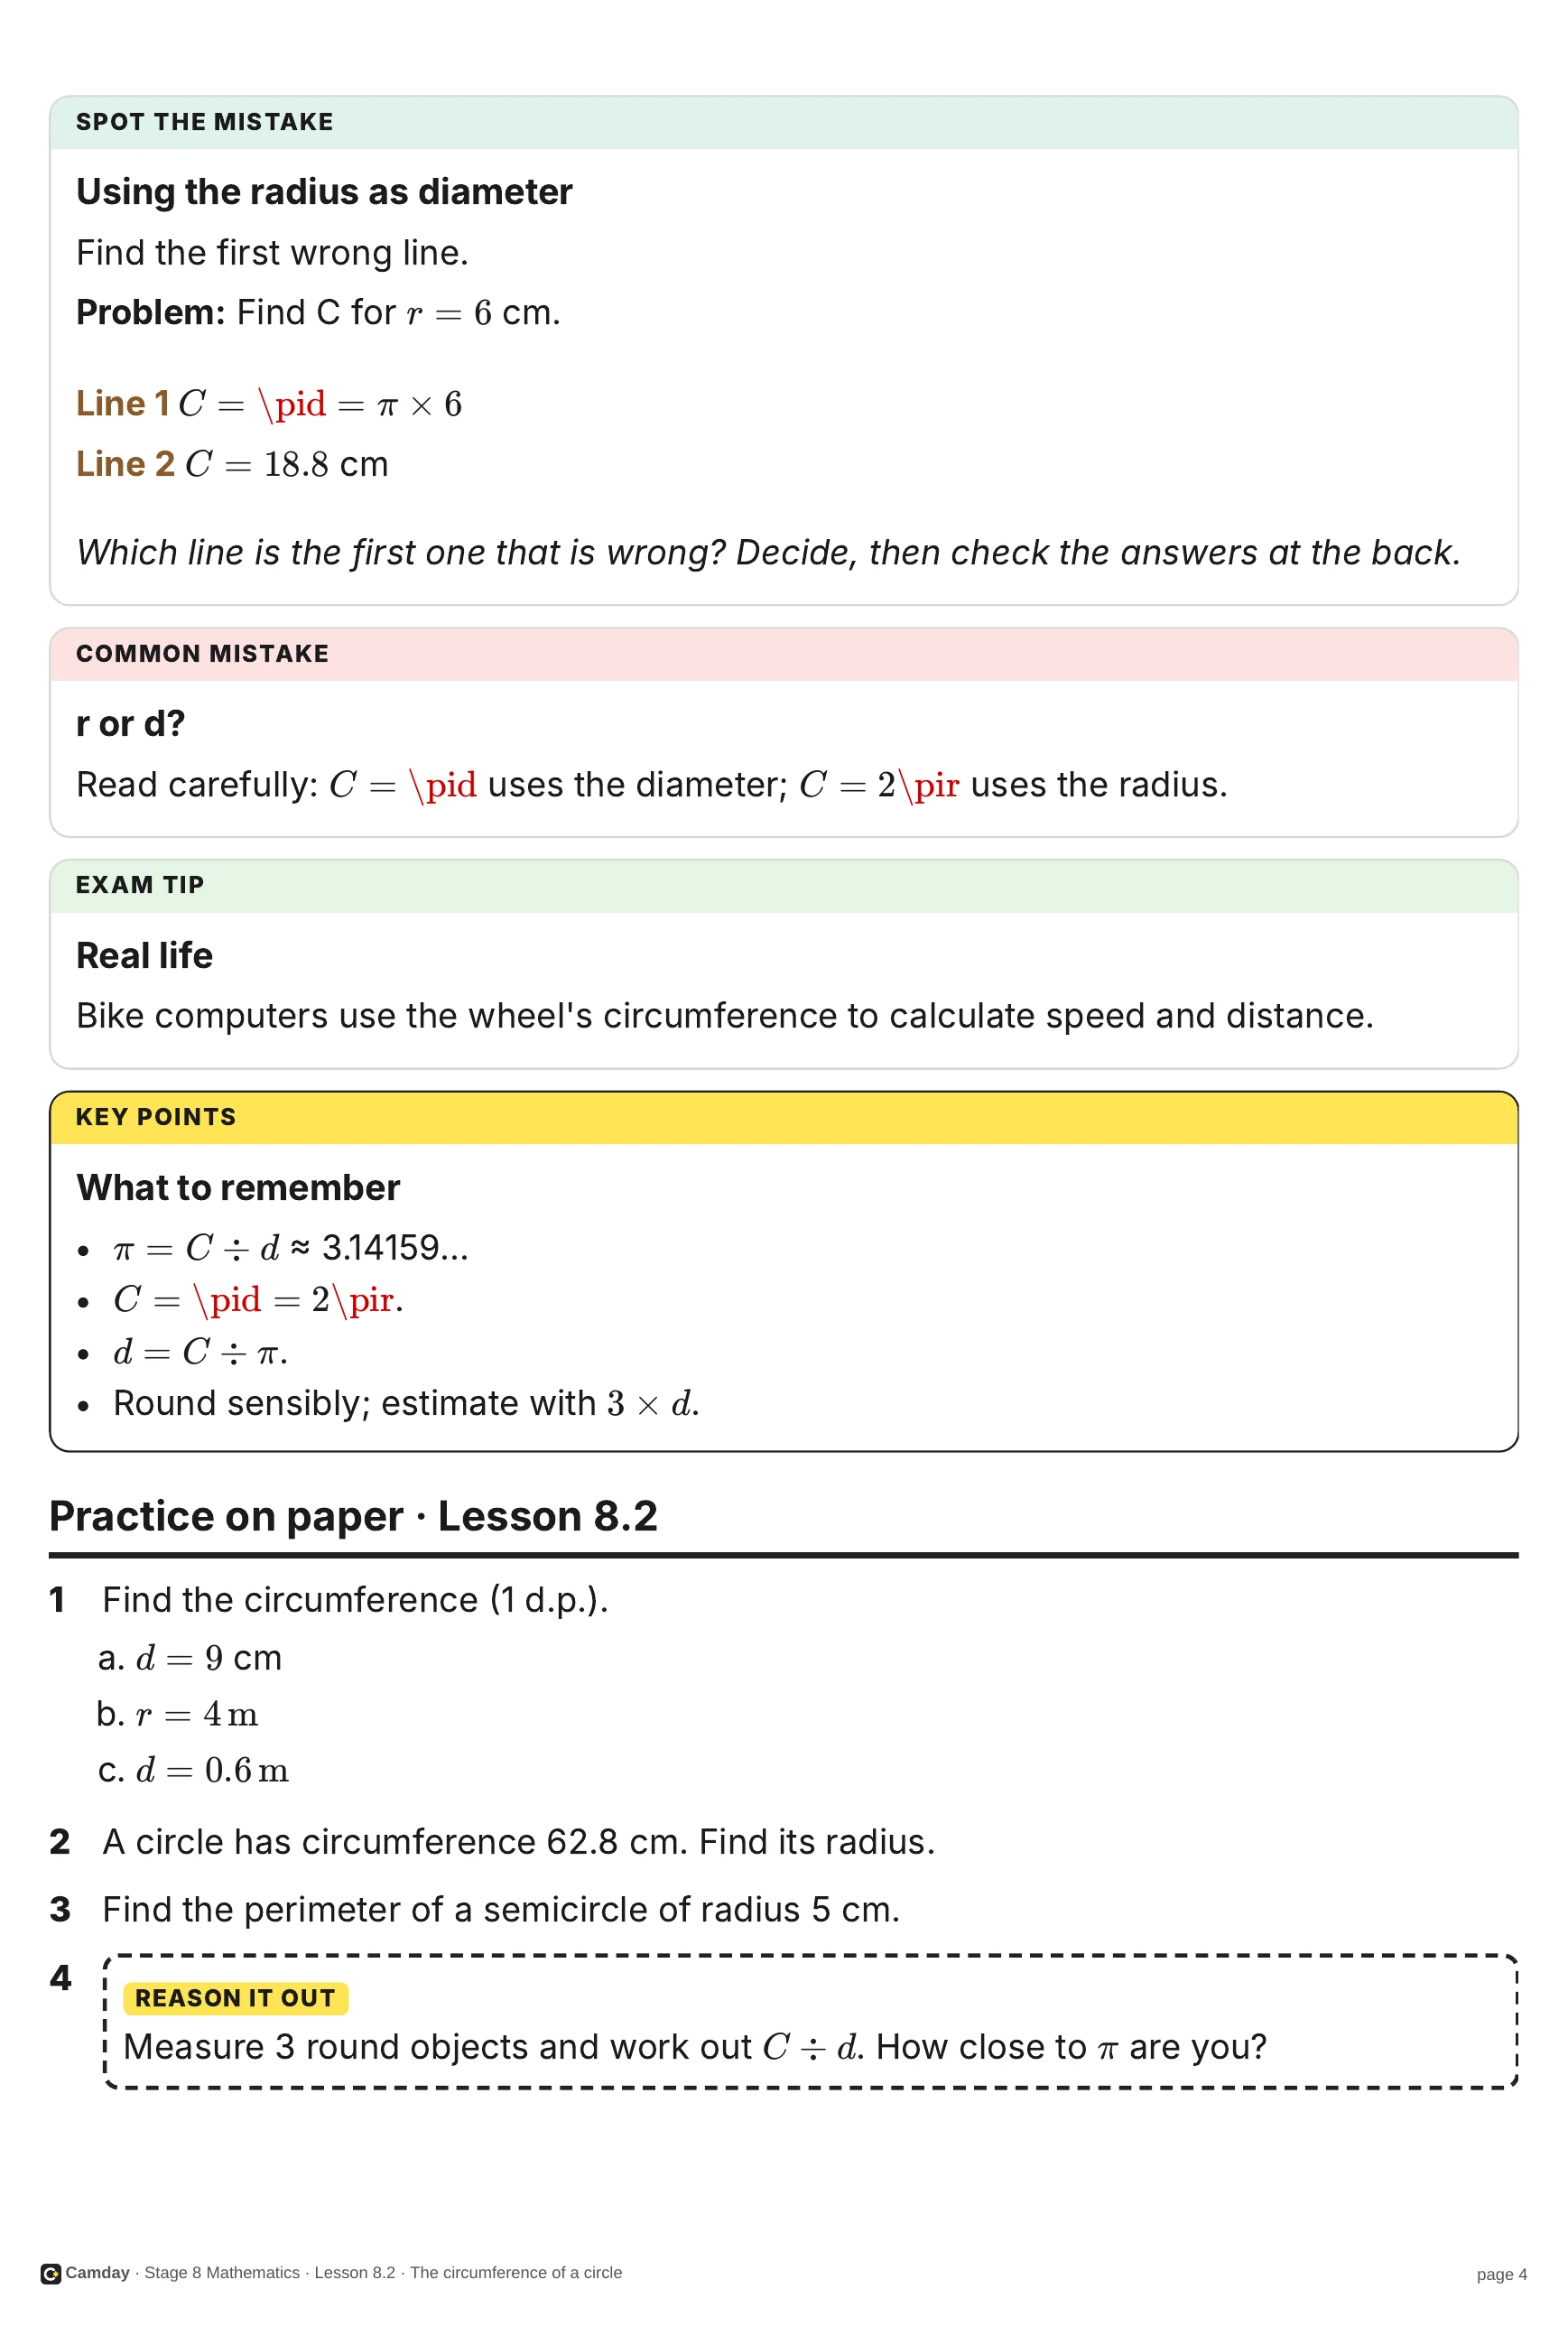 SPOT THE MISTAKE
Using the radius as diameter
Find the first wrong line.
Problem: Find C for r = 6 cm.
Line 1 C = \pid = π × 6
Line 2 C = 18.8 cm
Which line is the first one that is wrong? Decide, then check the answers at the back.
COMMON MISTAKE
r or d?
Read carefully: C = \pid uses the diameter; C = 2\pir uses the radius.
EXAM TIP
Real life
Bike computers use the wheel's circumference to calculate speed and distance.
KEY POINTS
What to remember
• π = C ÷ d ≈ 3.14159...
• C = \pid = 2\pir.
• d = C ÷ π.
• Round sensibly; estimate with 3 × d.
Practice on paper · Lesson 8.2
1 Find the circumference (1 d.p.).
a. d = 9 cm
b. r = 4 m
c. d = 0.6 m
2 A circle has circumference 62.8 cm. Find its radius.
3 Find the perimeter of a semicircle of radius 5 cm.
4 REASON IT OUT
Measure 3 round objects and work out C ÷ d. How close to π are you?
Camday · Stage 8 Mathematics · Lesson 8.2 · The circumference of a circle
page 4